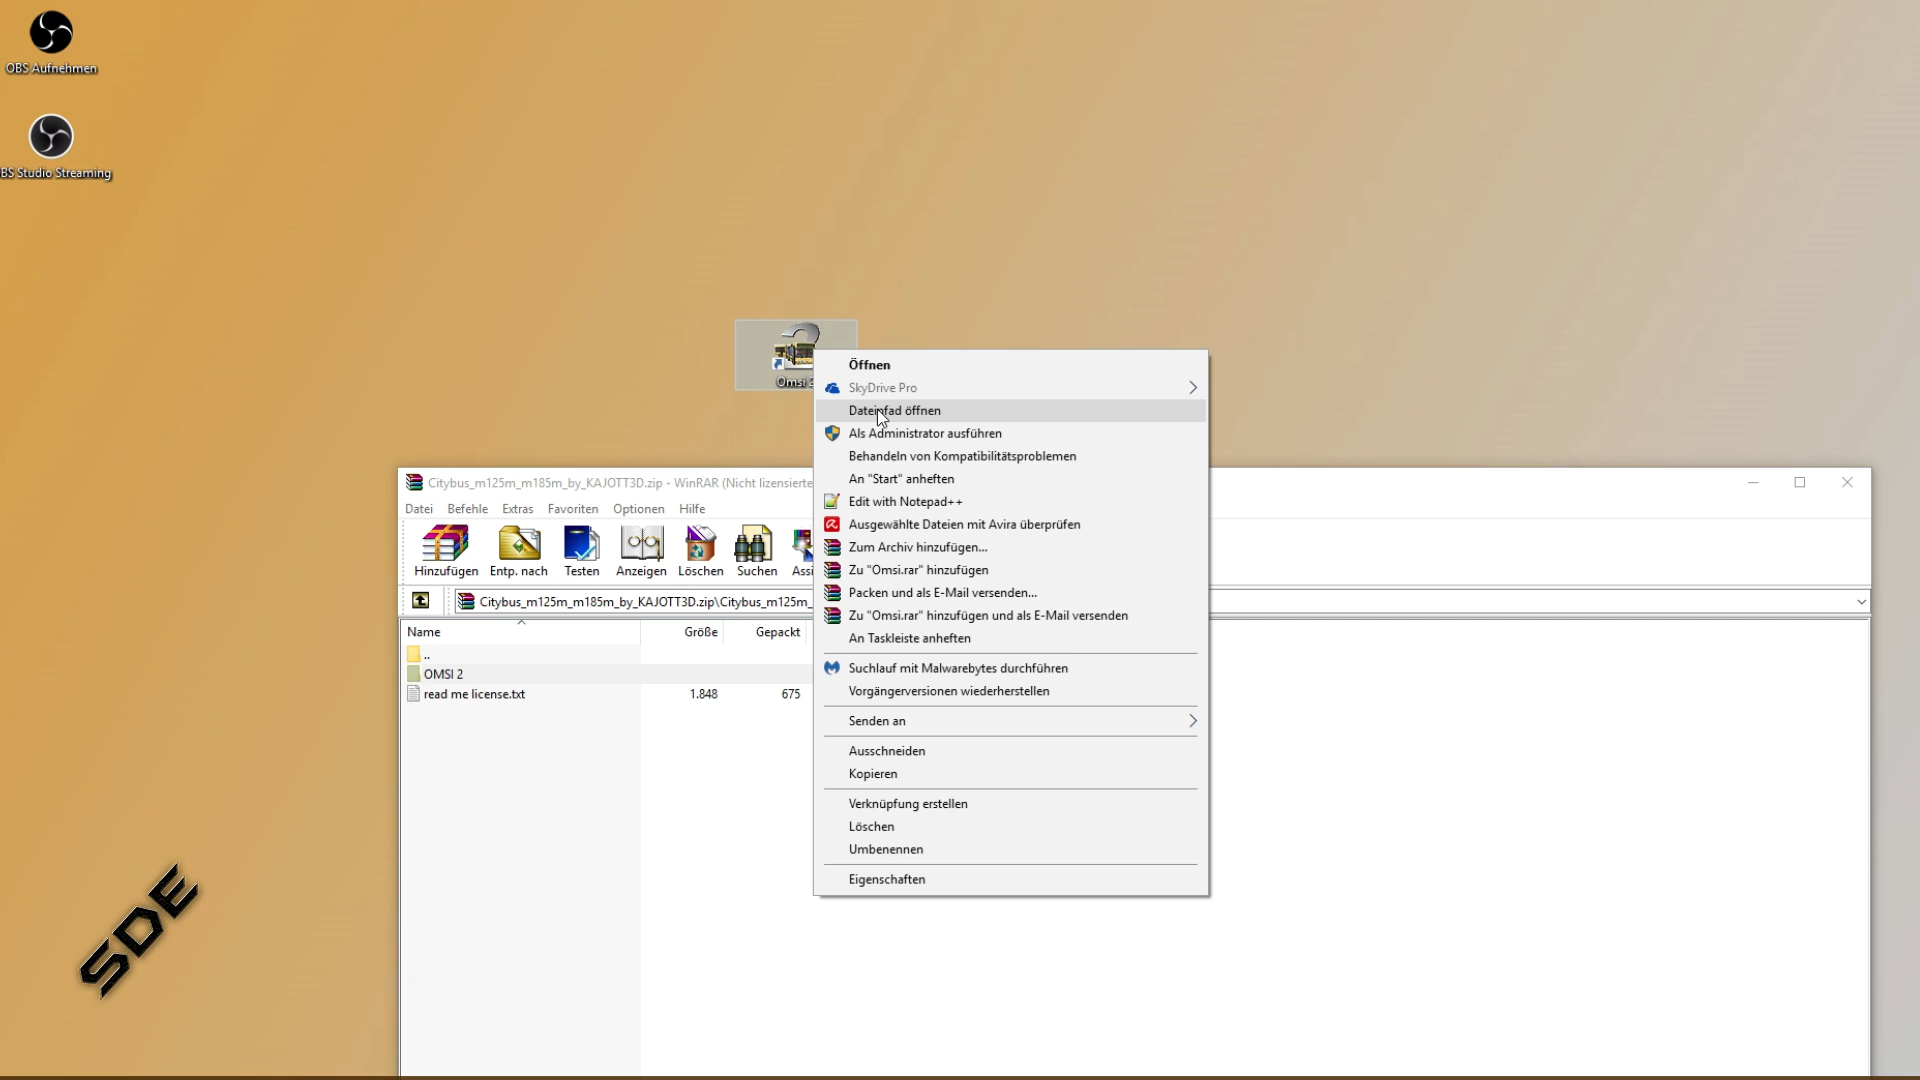 OBS Aufnehmen
BS Studio Streaming
Omsi 2
Öffnen
SkyDrive Pro
Dateipfad öffnen
Als Administrator ausführen
Behandeln von Kompatibilitätsproblemen
An "Start" anheften
Edit with Notepad++
Ausgewählte Dateien mit Avira überprüfen
Zum Archiv hinzufügen...
Zu "Omsi.rar" hinzufügen
Packen und als E-Mail versenden...
Zu "Omsi.rar" hinzufügen und als E-Mail versenden
An Taskleiste anheften
Suchlauf mit Malwarebytes durchführen
Vorgängerversionen wiederherstellen
Senden an
Ausschneiden
Kopieren
Verknüpfung erstellen
Löschen
Umbenennen
Eigenschaften
Citybus_m125m_m185m_by_KAJOTT3D.zip - WinRAR (Nicht lizensierte
Datei Befehle Extras Favoriten Optionen Hilfe
Hinzufügen Entp. nach Testen Anzeigen Löschen Suchen Assi
Citybus_m125m_m185m_by_KAJOTT3D.zip\Citybus_m125m_
Name Größe Gepackt
..
OMSI 2
read me license.txt 1.848 675
SDE